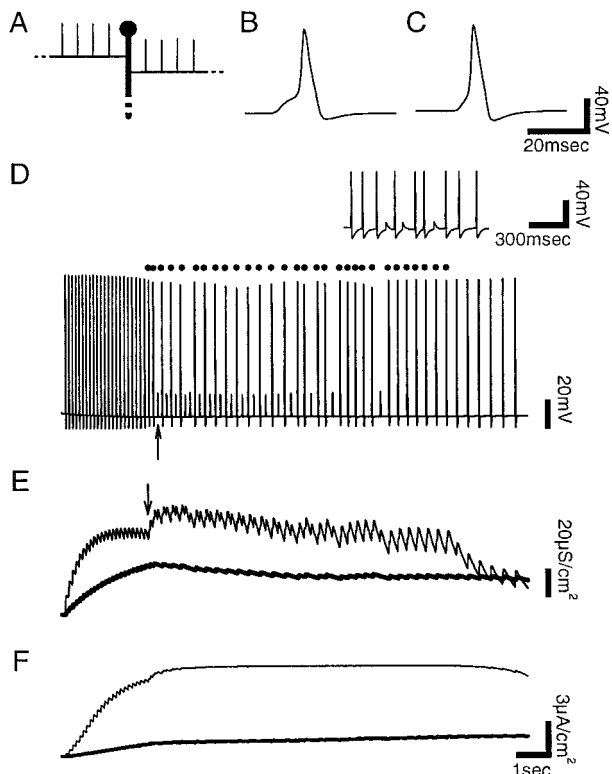 A
B
C
40mV
20msec
D
40mV
300msec
20mV
E
20µS/cm²
F
3µA/cm²
1sec